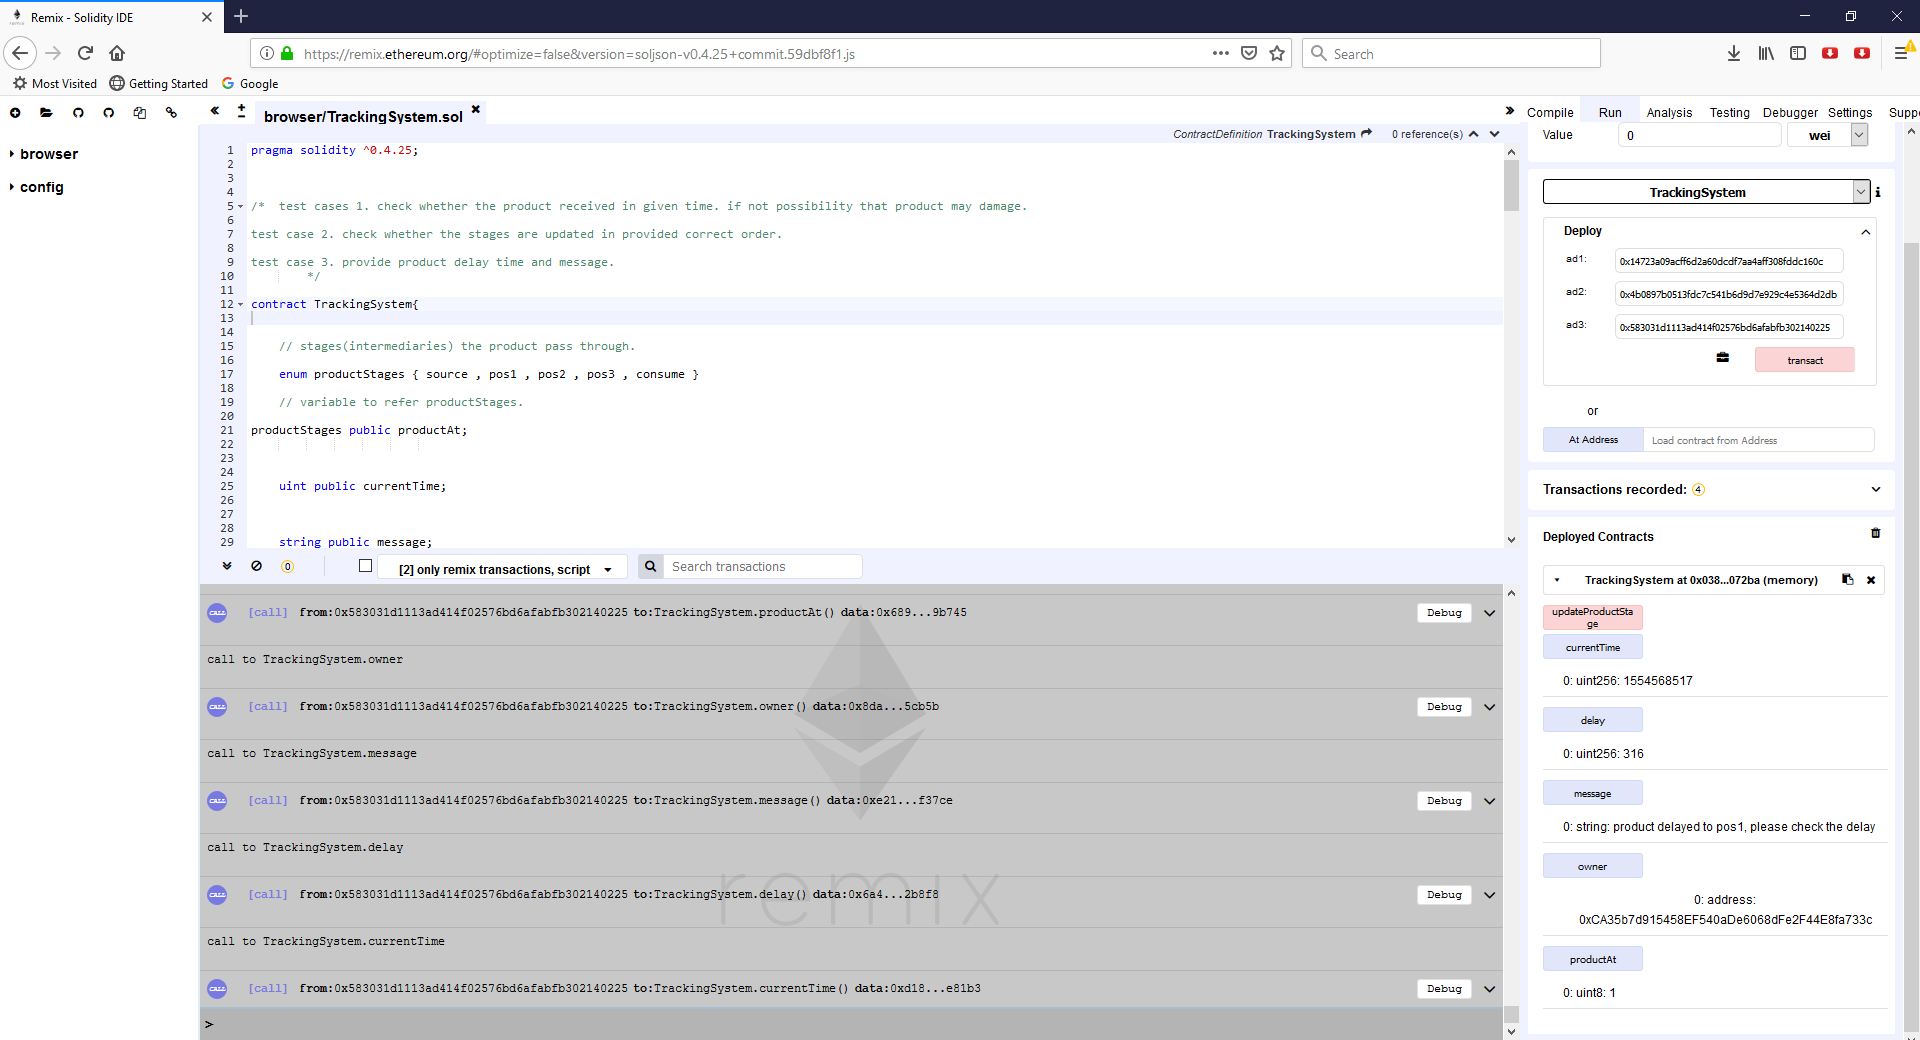 Remix - Solidity IDE
https://remix.ethereum.org/#optimize=false&version=soljson-v0.4.25+commit.59dbf8f1.js
Search
Most Visited
Getting Started
Google
browser
config
browser/TrackingSystem.sol
ContractDefinition TrackingSystem 0 reference(s)
1 pragma solidity ^0.4.25;
2
3
4
5 /* test cases 1. check whether the product received in given time. if not possibility that product may damage.
6
7 test case 2. check whether the stages are updated in provided correct order.
8
9 test case 3. provide product delay time and message.
10 */
11
12 contract TrackingSystem{
13
14
15 // stages(intermediaries) the product pass through.
16
17 enum productStages { source , pos1 , pos2 , pos3 , consume }
18
19 // variable to refer productStages.
20
21 productStages public productAt;
22
23
24
25 uint public currentTime;
26
27
28
29 string public message;
0
[2] only remix transactions, script
Search transactions
CALL [call] from:0x583031d1113ad414f02576bd6afabfb302140225 to:TrackingSystem.productAt() data:0x689...9b745 Debug
call to TrackingSystem.owner
CALL [call] from:0x583031d1113ad414f02576bd6afabfb302140225 to:TrackingSystem.owner() data:0x8da...5cb5b Debug
call to TrackingSystem.message
CALL [call] from:0x583031d1113ad414f02576bd6afabfb302140225 to:TrackingSystem.message() data:0xe21...f37ce Debug
call to TrackingSystem.delay
CALL [call] from:0x583031d1113ad414f02576bd6afabfb302140225 to:TrackingSystem.delay() data:0x6a4...2b8f8 Debug
remix
call to TrackingSystem.currentTime
CALL [call] from:0x583031d1113ad414f02576bd6afabfb302140225 to:TrackingSystem.currentTime() data:0xd18...e81b3 Debug
>
Compile Run Analysis Testing Debugger Settings Supp
Value 0 wei
TrackingSystem
Deploy
ad1: 0x14723a09acff6d2a60dcdf7aa4aff308fddc160c
ad2: 0x4b0897b0513fdc7c541b6d9d7e929c4e5364d2db
ad3: 0x583031d1113ad414f02576bd6afabfb302140225
transact
or
At Address Load contract from Address
Transactions recorded: 4
Deployed Contracts
TrackingSystem at 0x038...072ba (memory)
updateProductSta
ge
currentTime
0: uint256: 1554568517
delay
0: uint256: 316
message
0: string: product delayed to pos1, please check the delay
owner
0: address:
0xCA35b7d915458EF540aDe6068dFe2F44E8fa733c
productAt
0: uint8: 1